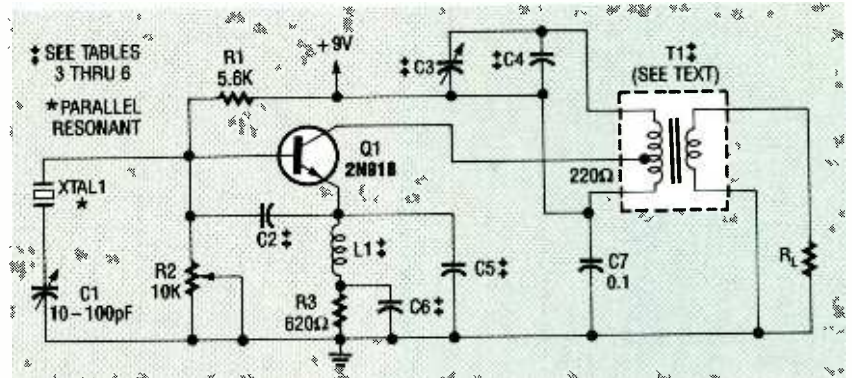 ‡ SEE TABLES
3 THRU 6
* PARALLEL
RESONANT
R1
5.6K
+9V
‡C3
‡C4
T1‡
(SEE TEXT)
Q1
2N918
220Ω
XTAL1
*
C2‡
L1‡
C5‡
R2
10K
C1
10–100pF
R3
620Ω
C6‡
C7
0.1
RL